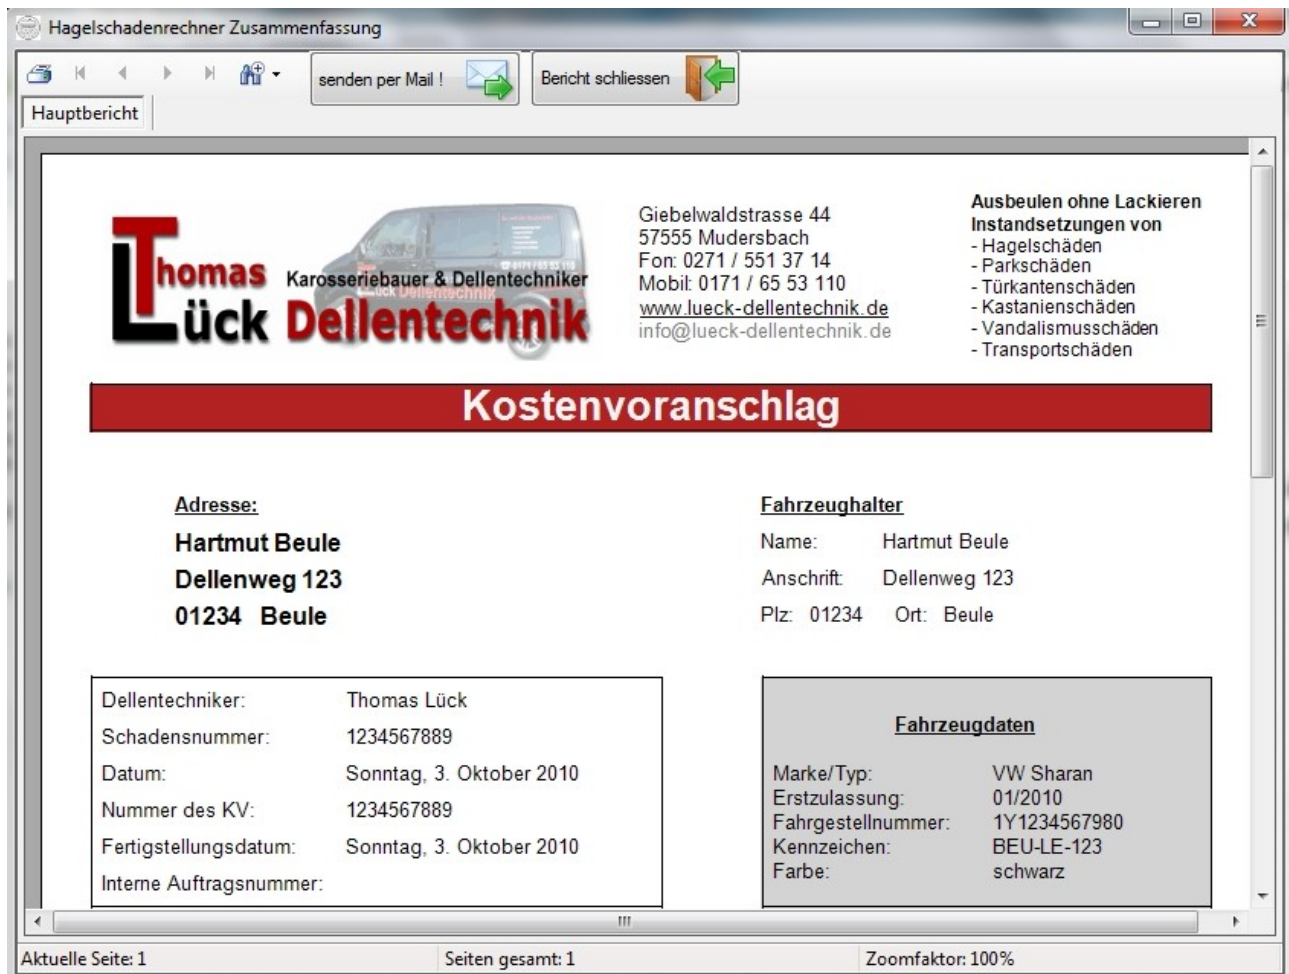 Hagelschadenrechner Zusammenfassung
senden per Mail !
Bericht schliessen
Hauptbericht
Thomas
Lück
Karosseriebauer & Dellentechniker
Dellentechnik
Giebelwaldstrasse 44
57555 Mudersbach
Fon: 0271 / 551 37 14
Mobil: 0171 / 65 53 110
www.lueck-dellentechnik.de
info@lueck-dellentechnik.de
Ausbeulen ohne Lackieren
Instandsetzungen von
- Hagelschäden
- Parkschäden
- Türkantenschäden
- Kastanienschäden
- Vandalismusschäden
- Transportschäden
Kostenvoranschlag
Adresse:
Hartmut Beule
Dellenweg 123
01234 Beule
Fahrzeughalter
Name: Hartmut Beule
Anschrift: Dellenweg 123
Plz: 01234 Ort: Beule
Dellentechniker: Thomas Lück
Schadensnummer: 1234567889
Datum: Sonntag, 3. Oktober 2010
Nummer des KV: 1234567889
Fertigstellungsdatum: Sonntag, 3. Oktober 2010
Interne Auftragsnummer:
Fahrzeugdaten
Marke/Typ: VW Sharan
Erstzulassung: 01/2010
Fahrgestellnummer: 1Y1234567980
Kennzeichen: BEU-LE-123
Farbe: schwarz
Aktuelle Seite: 1
Seiten gesamt: 1
Zoomfaktor: 100%